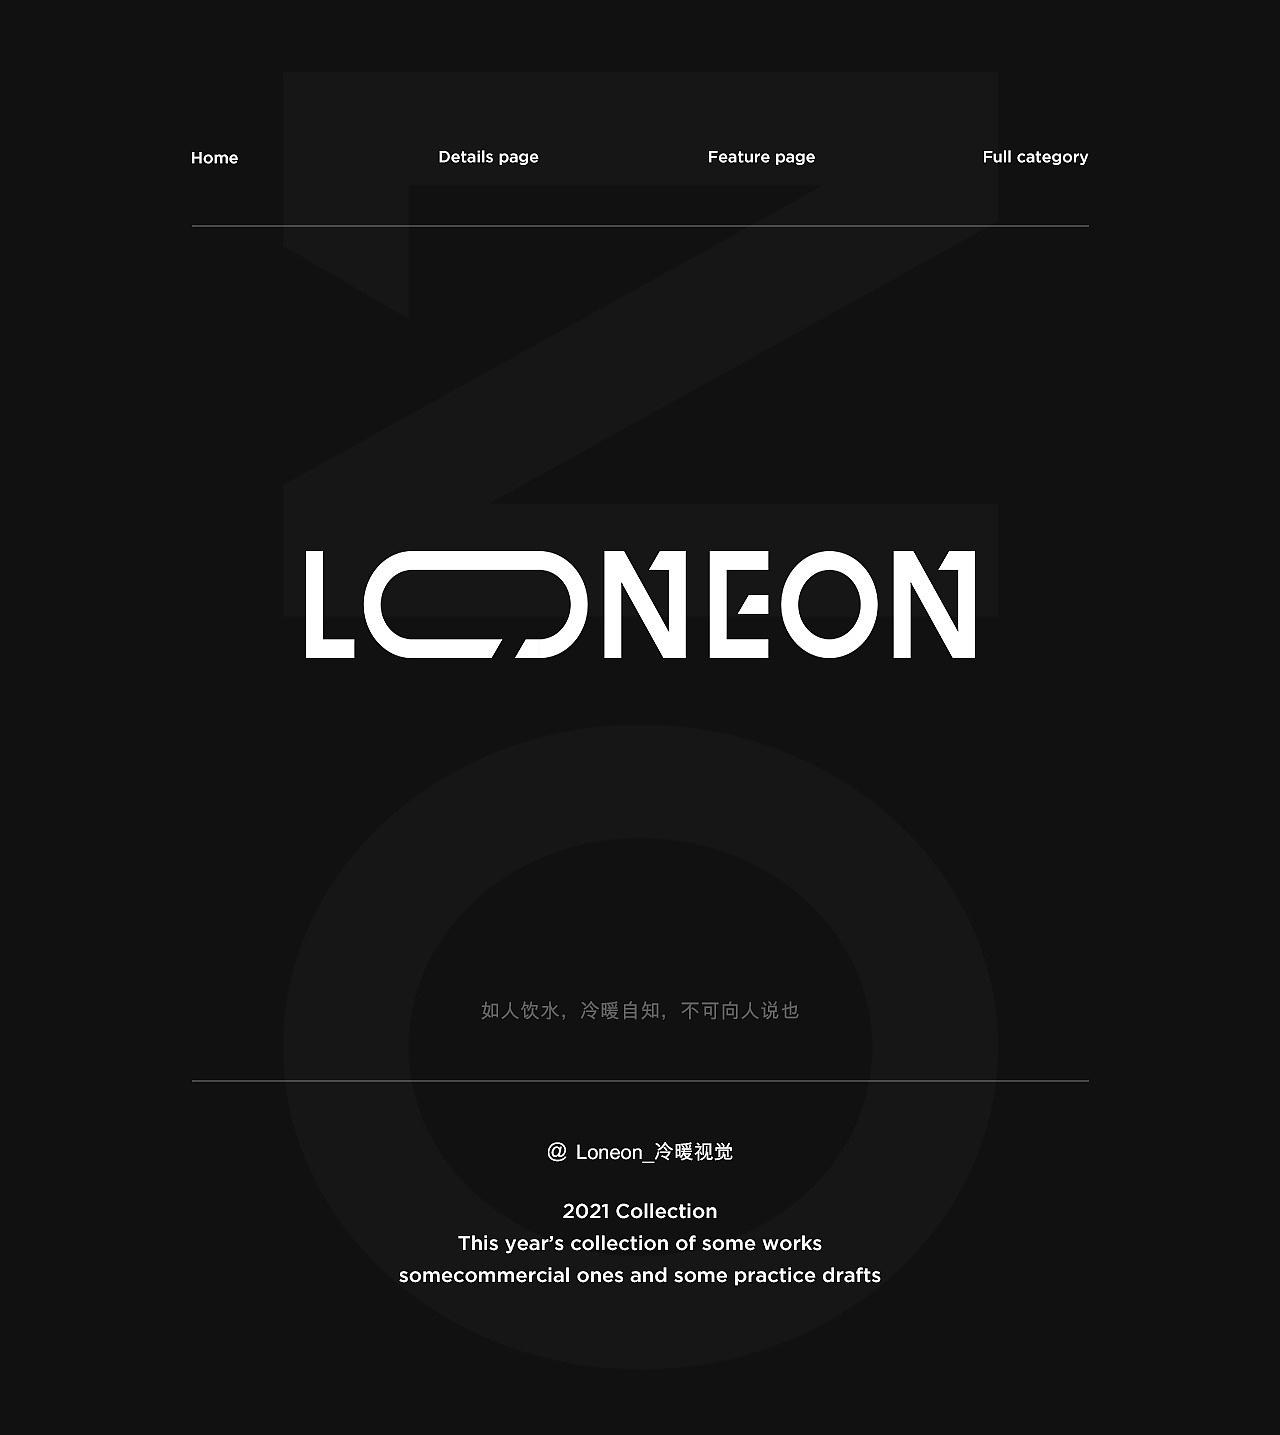 Home
Details page
Feature page
Full category
LONEON
如人饮水，冷暖自知，不可向人说也
@ Loneon_冷暖视觉
2021 Collection
This year’s collection of some works
somecommercial ones and some practice drafts